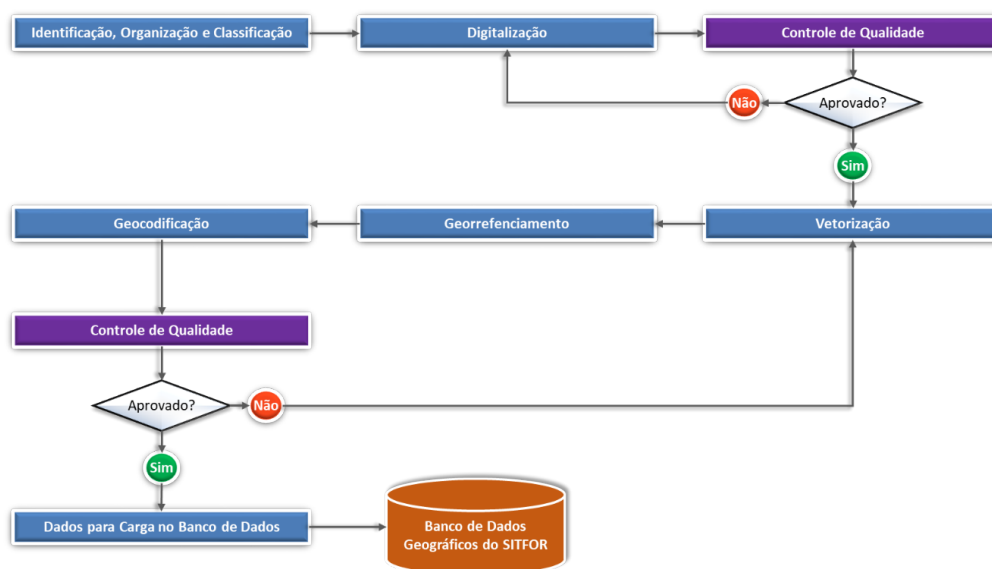 Identificação, Organização e Classificação
Digitalização
Controle de Qualidade
Não
Aprovado?
Sim
Geocodificação
Georrefenciamento
Vetorização
Controle de Qualidade
Aprovado?
Não
Sim
Dados para Carga no Banco de Dados
Banco de Dados
Geográficos do SITFOR